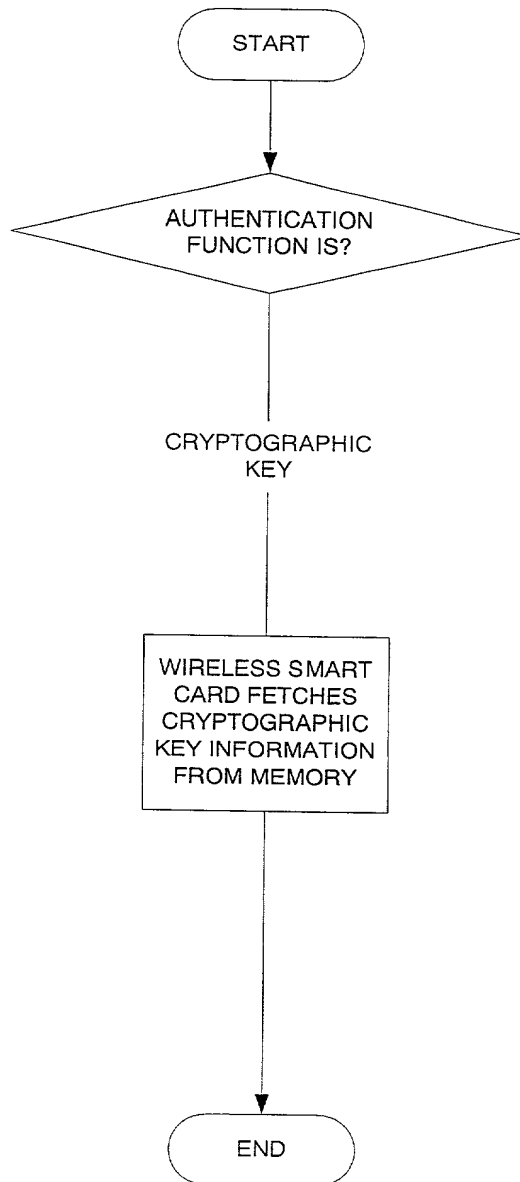 START
AUTHENTICATION
FUNCTION IS?
CRYPTOGRAPHIC
KEY
WIRELESS SMART
CARD FETCHES
CRYPTOGRAPHIC
KEY INFORMATION
FROM MEMORY
END